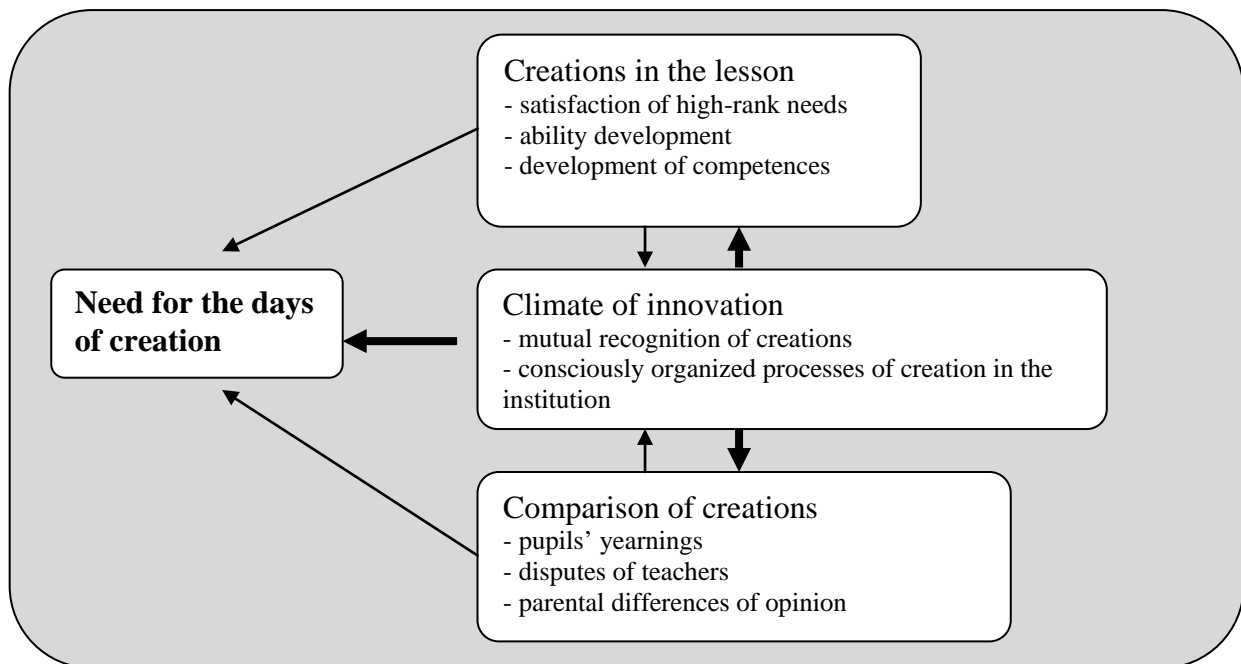 Creations in the lesson
- satisfaction of high-rank needs
- ability development
- development of competences
Need for the days
of creation
Climate of innovation
- mutual recognition of creations
- consciously organized processes of creation in the
institution
Comparison of creations
- pupils’ yearnings
- disputes of teachers
- parental differences of opinion